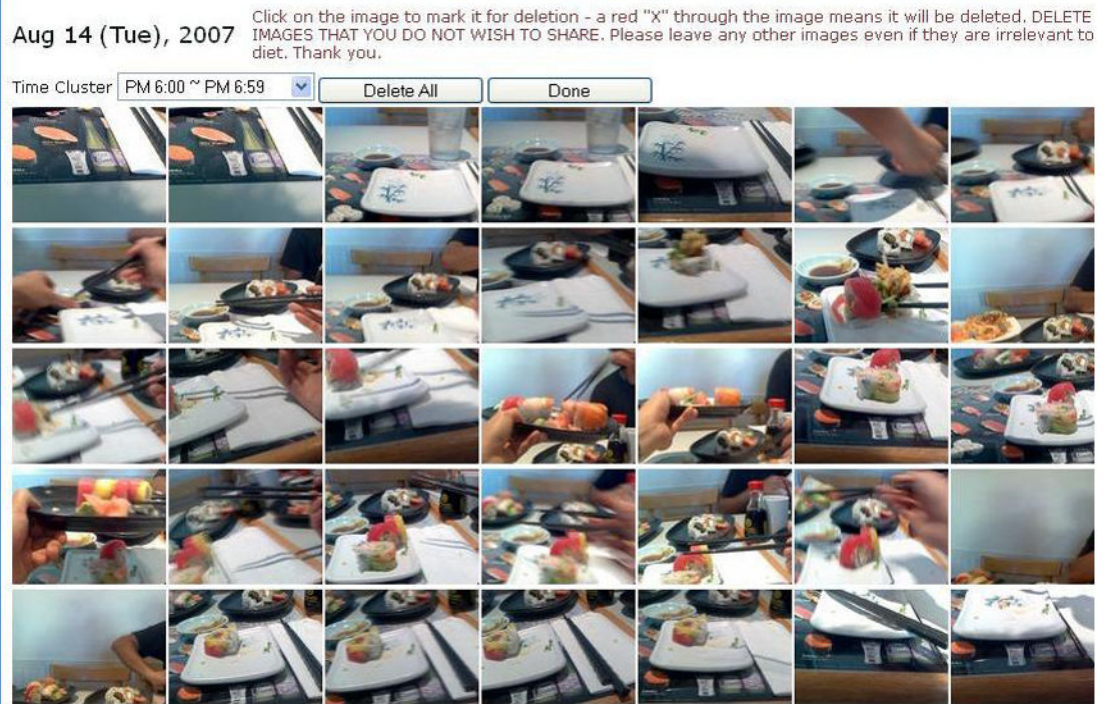 Aug 14 (Tue), 2007
Click on the image to mark it for deletion - a red "x" through the image means it will be deleted. DELETE
IMAGES THAT YOU DO NOT WISH TO SHARE. Please leave any other images even if they are irrelevant to
diet. Thank you.
Time Cluster PM 6:00 ~ PM 6:59 Delete All Done